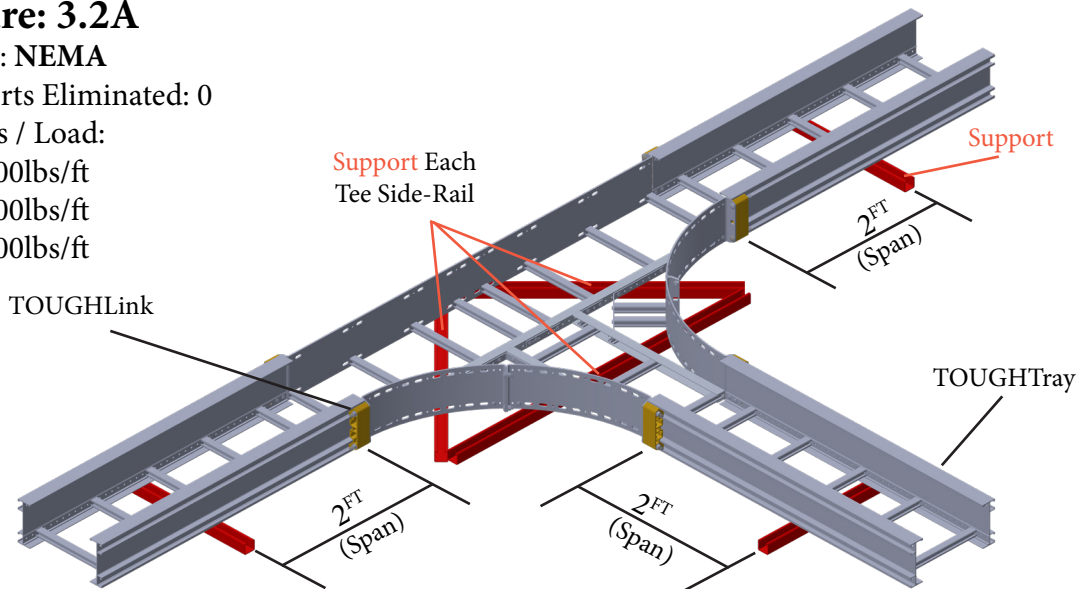 re: 3.2A
: NEMA
rts Eliminated: 0
s / Load:
00lbs/ft
00lbs/ft
00lbs/ft
Support Each
Tee Side-Rail
Support
2FT
(Span)
TOUGHLink
TOUGHTray
2FT
(Span)
2FT
(Span)